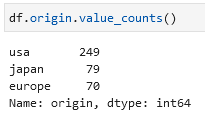 df.origin.value_counts()
usa 249
japan 79
europe 70
Name: origin, dtype: int64